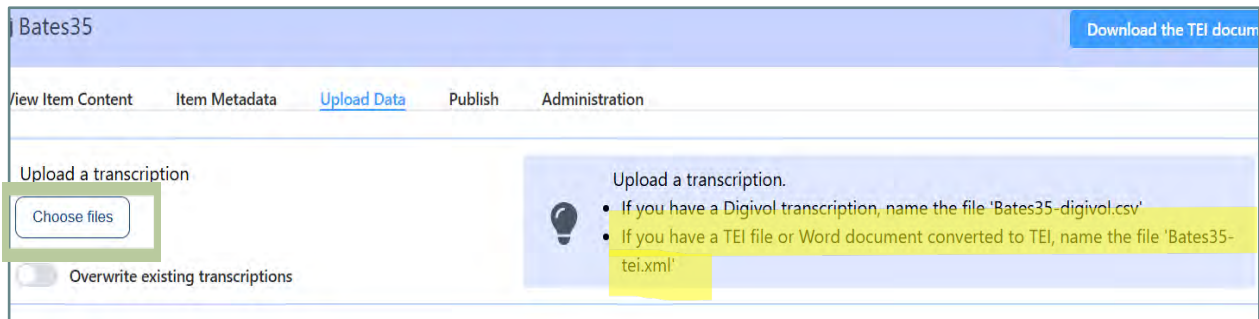 Bates35
Download the TEI docum
View Item Content Item Metadata Upload Data Publish Administration
Upload a transcription
Choose files
Overwrite existing transcriptions
Upload a transcription.
• If you have a Digivol transcription, name the file 'Bates35-digivol.csv'
• If you have a TEI file or Word document converted to TEI, name the file 'Bates35-
tei.xml'